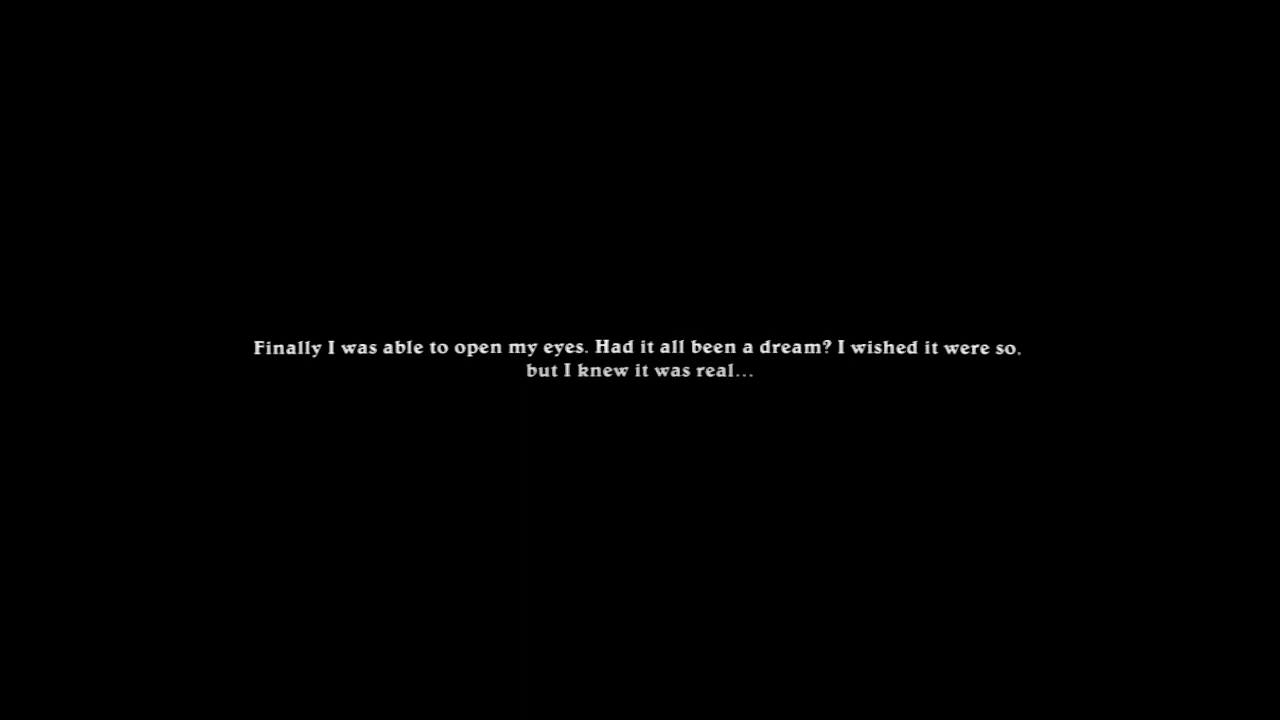 Finally I was able to open my eyes. Had it all been a dream? I wished it were so,
but I knew it was real...